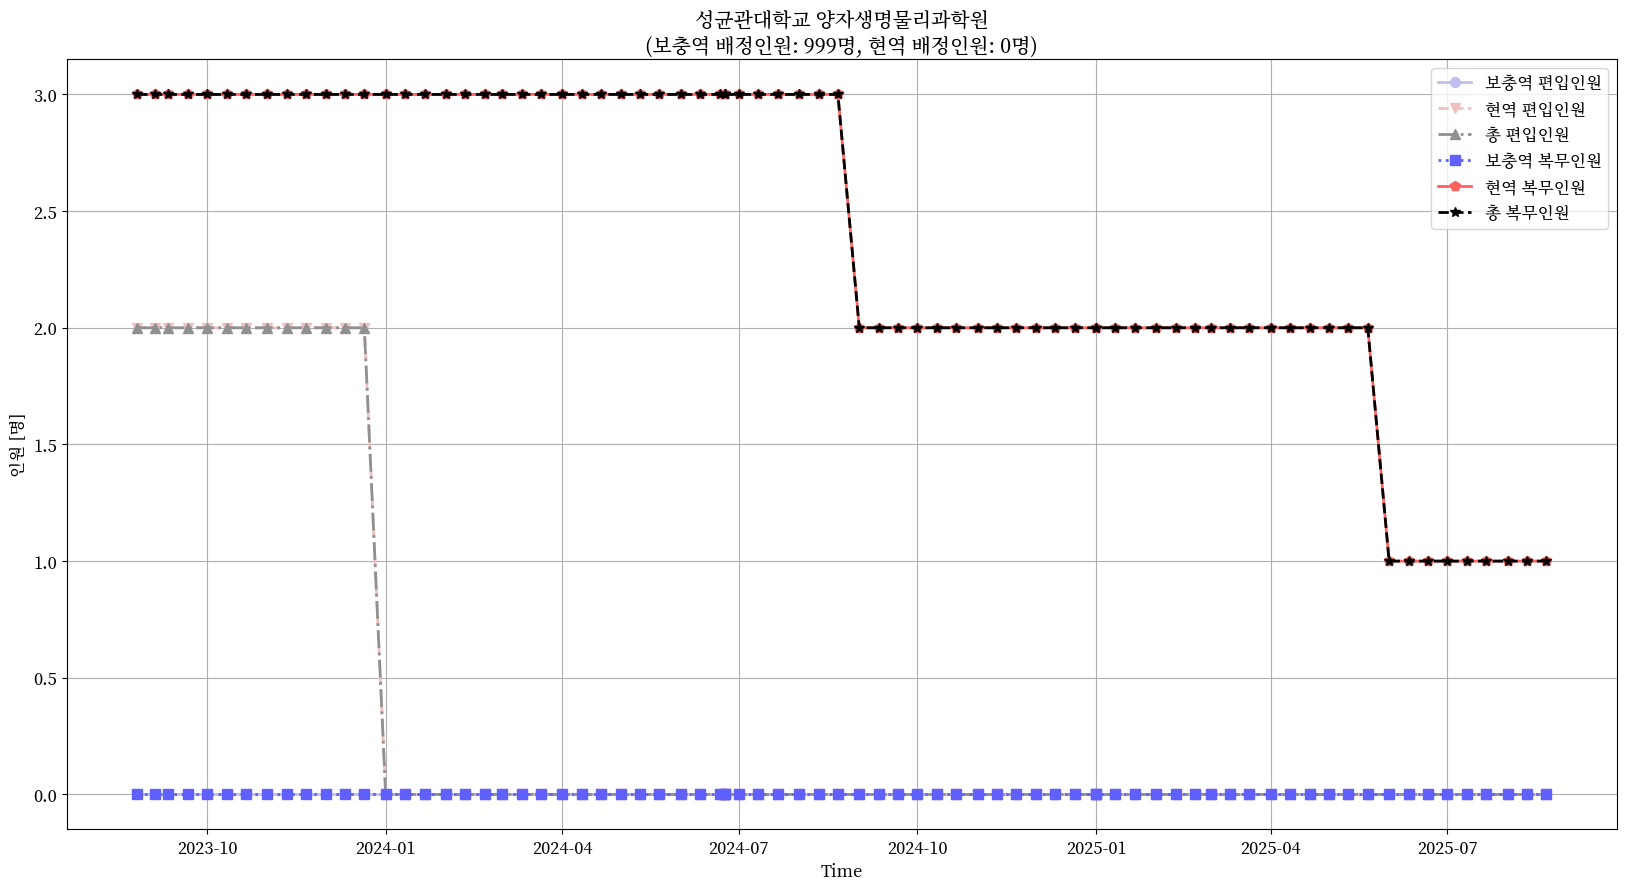 성균관대학교 양자생명물리과학원
(보충역 배정인원: 999명, 현역 배정인원: 0명)
보충역 편입인원
현역 편입인원
총 편입인원
보충역 복무인원
현역 복무인원
총 복무인원
인원 [명]
3.0
2.5
2.0
1.5
1.0
0.5
0.0
2023-10
2024-01
2024-04
2024-07
2024-10
2025-01
2025-04
2025-07
Time